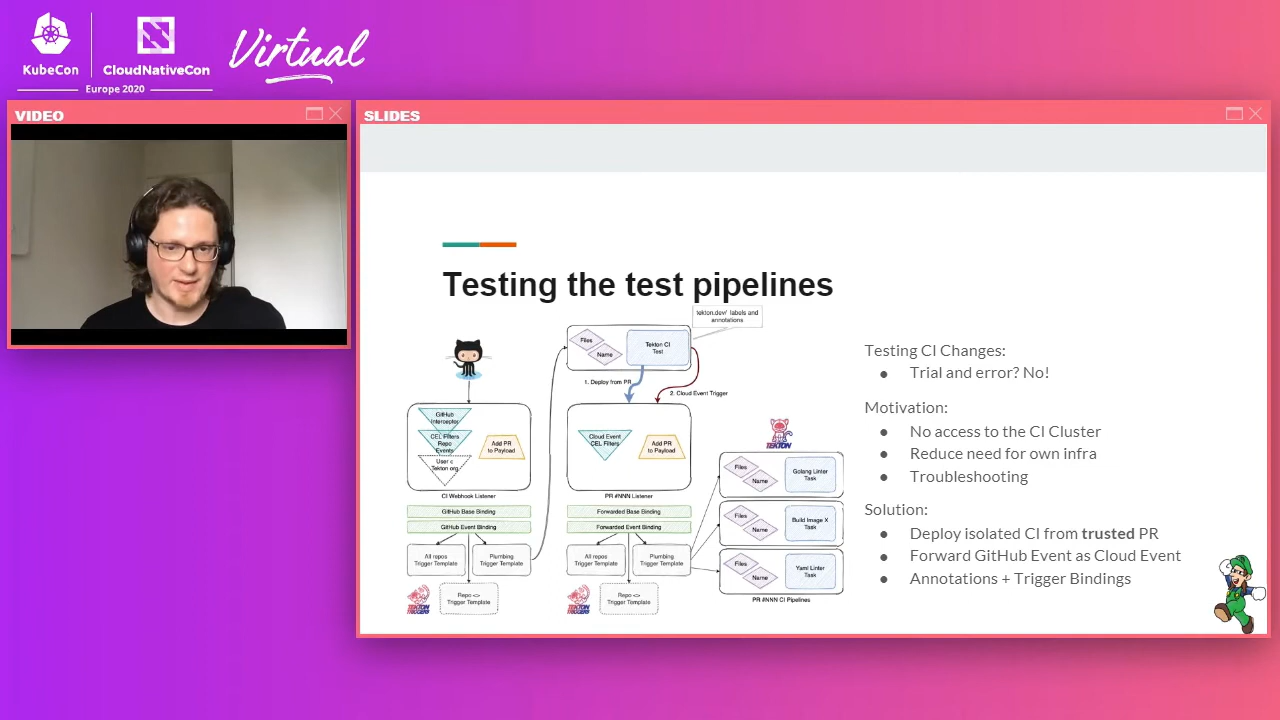 KubeCon
CloudNativeCon
Europe 2020
Virtual
VIDEO
SLIDES
Testing the test pipelines
tekton.dev/ labels and
annotations
Files
Name
Tekton CI
Test
1. Deploy from PR
2. Cloud Event Trigger
GitHub
Interceptor
CEL Filters
Repo
Events
User ϵ
Tekton org
Add PR
to Payload
CI Webhook Listener
GitHub Base Binding
GitHub Event Binding
All repos
Trigger Template
Plumbing
Trigger Template
Repo <>
Trigger Template
TEKTON
TRIGGERS
Cloud Event
CEL Filters
Add PR
to Payload
PR #NNN Listener
Forwarded Base Binding
Forwarded Event Binding
All repos
Trigger Template
Plumbing
Trigger Template
Repo <>
Trigger Template
TEKTON
TRIGGERS
TEKTON
Files
Name
Golang Linter
Task
Files
Name
Build Image X
Task
Files
Name
Yaml Linter
Task
PR #NNN CI Pipelines
Testing CI Changes:
● Trial and error? No!
Motivation:
● No access to the CI Cluster
● Reduce need for own infra
● Troubleshooting
Solution:
● Deploy isolated CI from trusted PR
● Forward GitHub Event as Cloud Event
● Annotations + Trigger Bindings